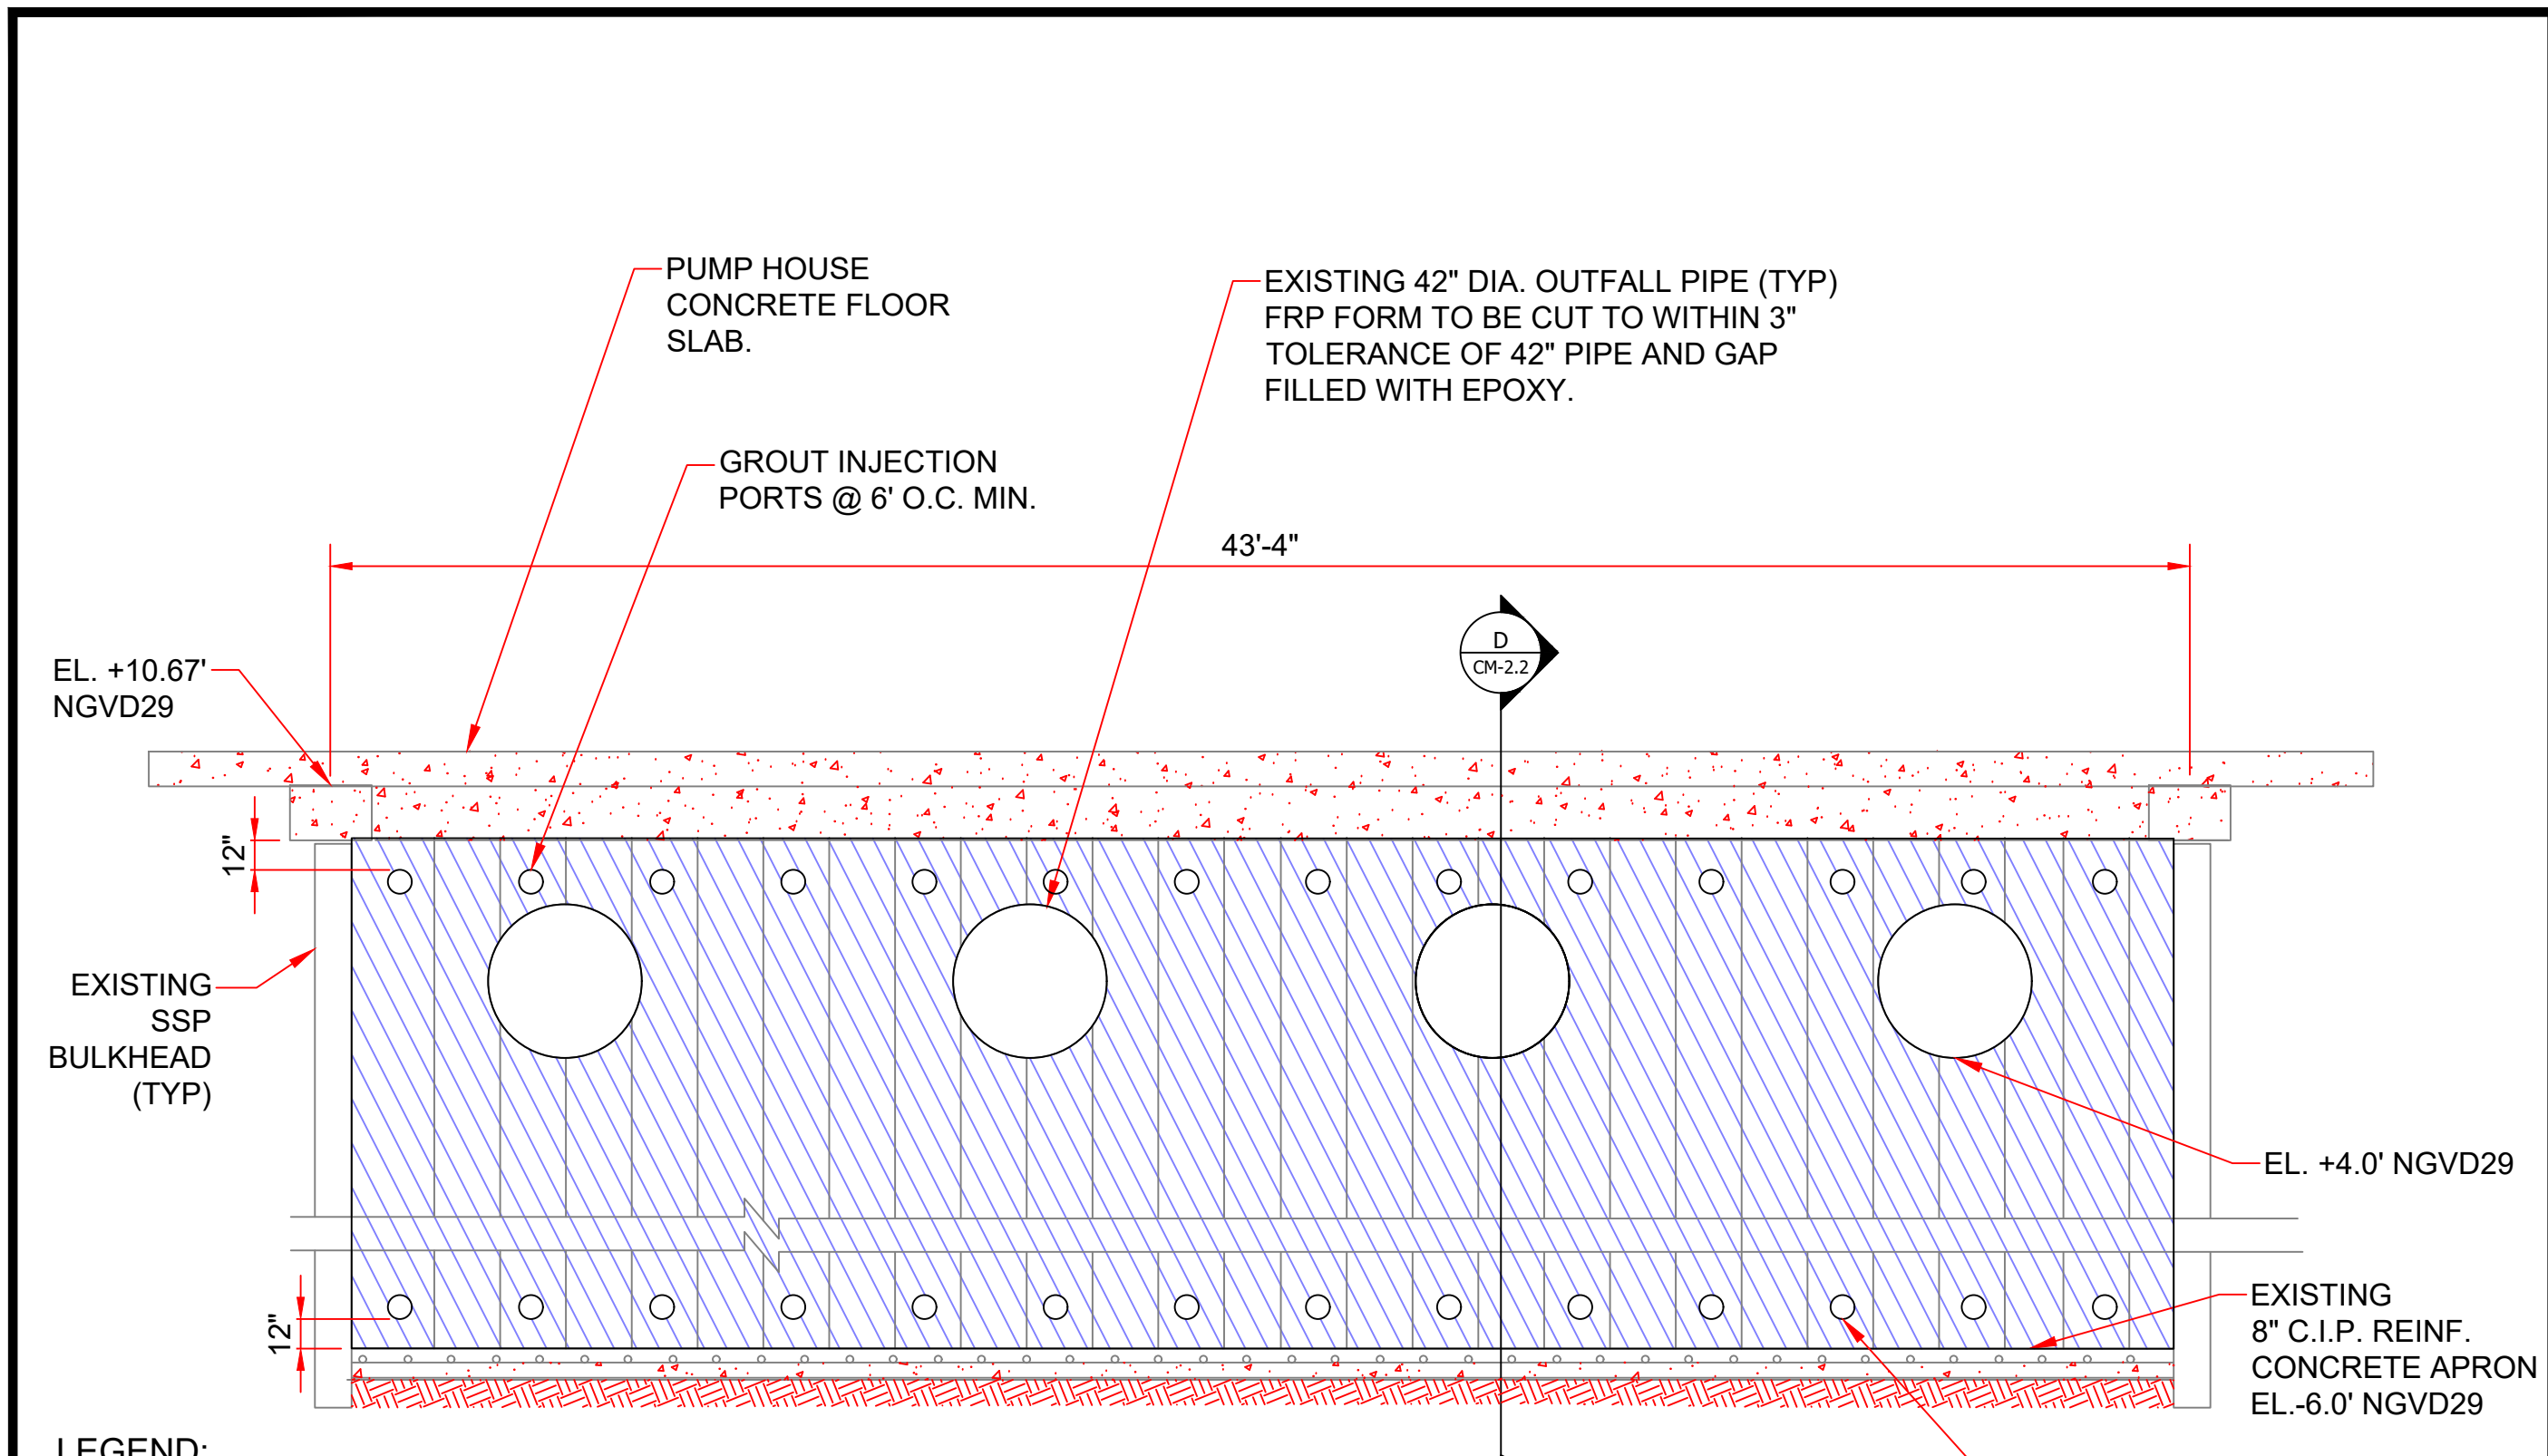 PUMP HOUSE
CONCRETE FLOOR
SLAB.
EXISTING 42" DIA. OUTFALL PIPE (TYP)
FRP FORM TO BE CUT TO WITHIN 3"
TOLERANCE OF 42" PIPE AND GAP
FILLED WITH EPOXY.
GROUT INJECTION
PORTS @ 6' O.C. MIN.
43'-4"
D
CM-2.2
EL. +10.67'
NGVD29
12"
EXISTING
SSP
BULKHEAD
(TYP)
EL. +4.0' NGVD29
12"
EXISTING
8" C.I.P. REINF.
CONCRETE APRON
EL.-6.0' NGVD29
LEGEND: